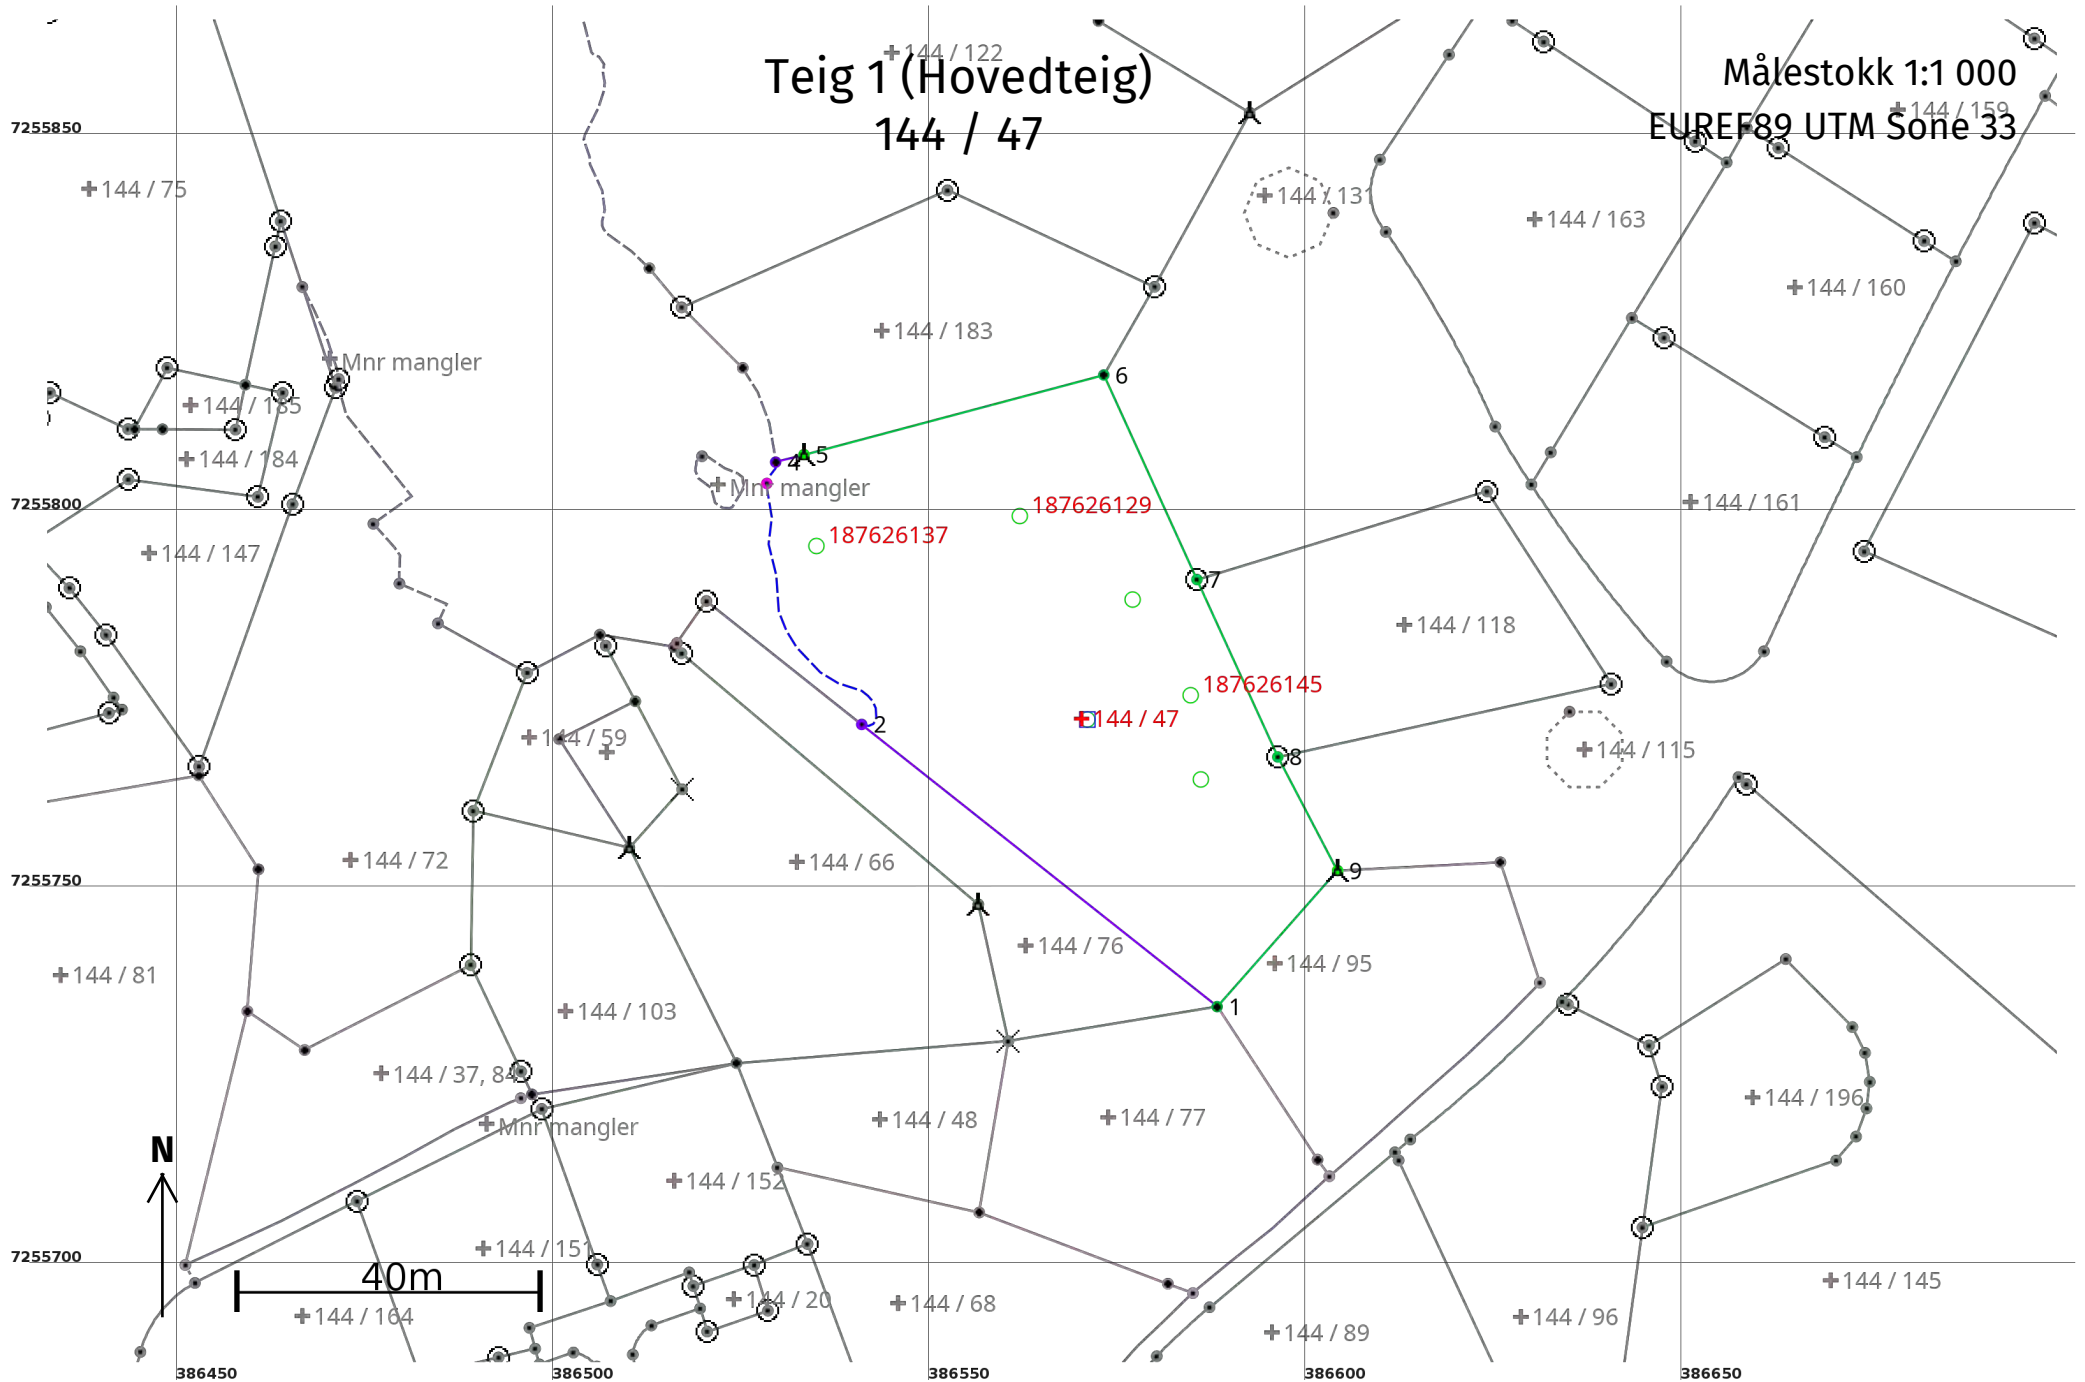 144 / 122
Teig 1 (Hovedteig)
144 / 47
Målestokk 1:1 000
144 / 159
EUREF89 UTM Sone 33
7255850
144 / 75
144 / 131
144 / 163
144 / 160
144 / 183
Mnr mangler
6
144 / 185
4
5
144 / 184
Mnr mangler
7255800
187626129
144 / 161
187626137
144 / 147
7
144 / 118
187626145
144 / 47
2
144 / 59
8
144 / 115
144 / 72
144 / 66
9
7255750
144 / 76
144 / 95
144 / 81
144 / 103
1
144 / 37, 84
144 / 196
144 / 48
144 / 77
Mnr mangler
N
144 / 152
144 / 151
7255700
40m
144 / 20
144 / 68
144 / 145
144 / 164
144 / 89
144 / 96
386450
386500
386550
386600
386650